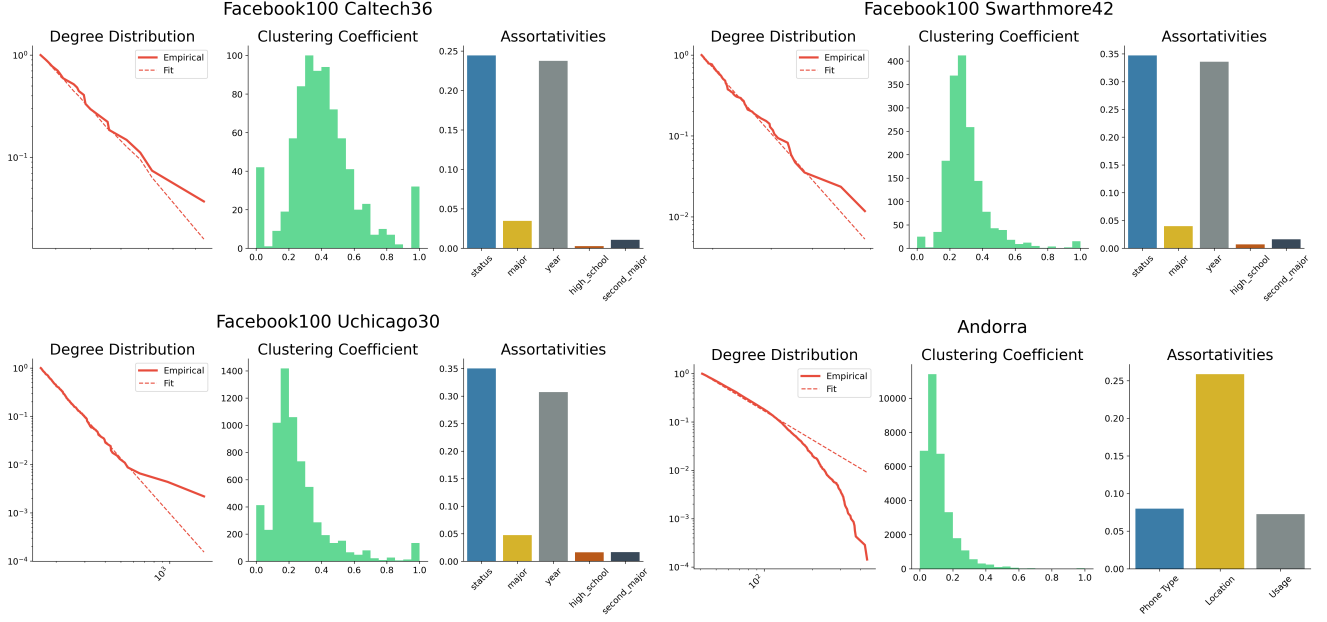 Facebook100 Caltech36
Degree Distribution
Empirical
Fit
10⁰
10⁻¹
Clustering Coefficient
100
80
60
40
20
0
0.0 0.2 0.4 0.6 0.8 1.0
Assortativities
0.25
0.20
0.15
0.10
0.05
0.00
status major year high_school second_major
Facebook100 Swarthmore42
Degree Distribution
Empirical
Fit
10⁰
10⁻¹
10⁻²
Clustering Coefficient
400
350
300
250
200
150
100
50
0
0.0 0.2 0.4 0.6 0.8 1.0
Assortativities
0.35
0.30
0.25
0.20
0.15
0.10
0.05
0.00
status major year high_school second_major
Facebook100 Uchicago30
Degree Distribution
Empirical
Fit
10⁰
10⁻¹
10⁻²
10⁻³
10⁻⁴
10³
Clustering Coefficient
1400
1200
1000
800
600
400
200
0
0.0 0.2 0.4 0.6 0.8 1.0
Assortativities
0.35
0.30
0.25
0.20
0.15
0.10
0.05
0.00
status major year high_school second_major
Andorra
Degree Distribution
Empirical
Fit
10⁰
10⁻¹
10⁻²
10⁻³
10⁻⁴
10²
Clustering Coefficient
10000
8000
6000
4000
2000
0
0.0 0.2 0.4 0.6 0.8 1.0
Assortativities
0.25
0.20
0.15
0.10
0.05
0.00
Phone Type Location Usage